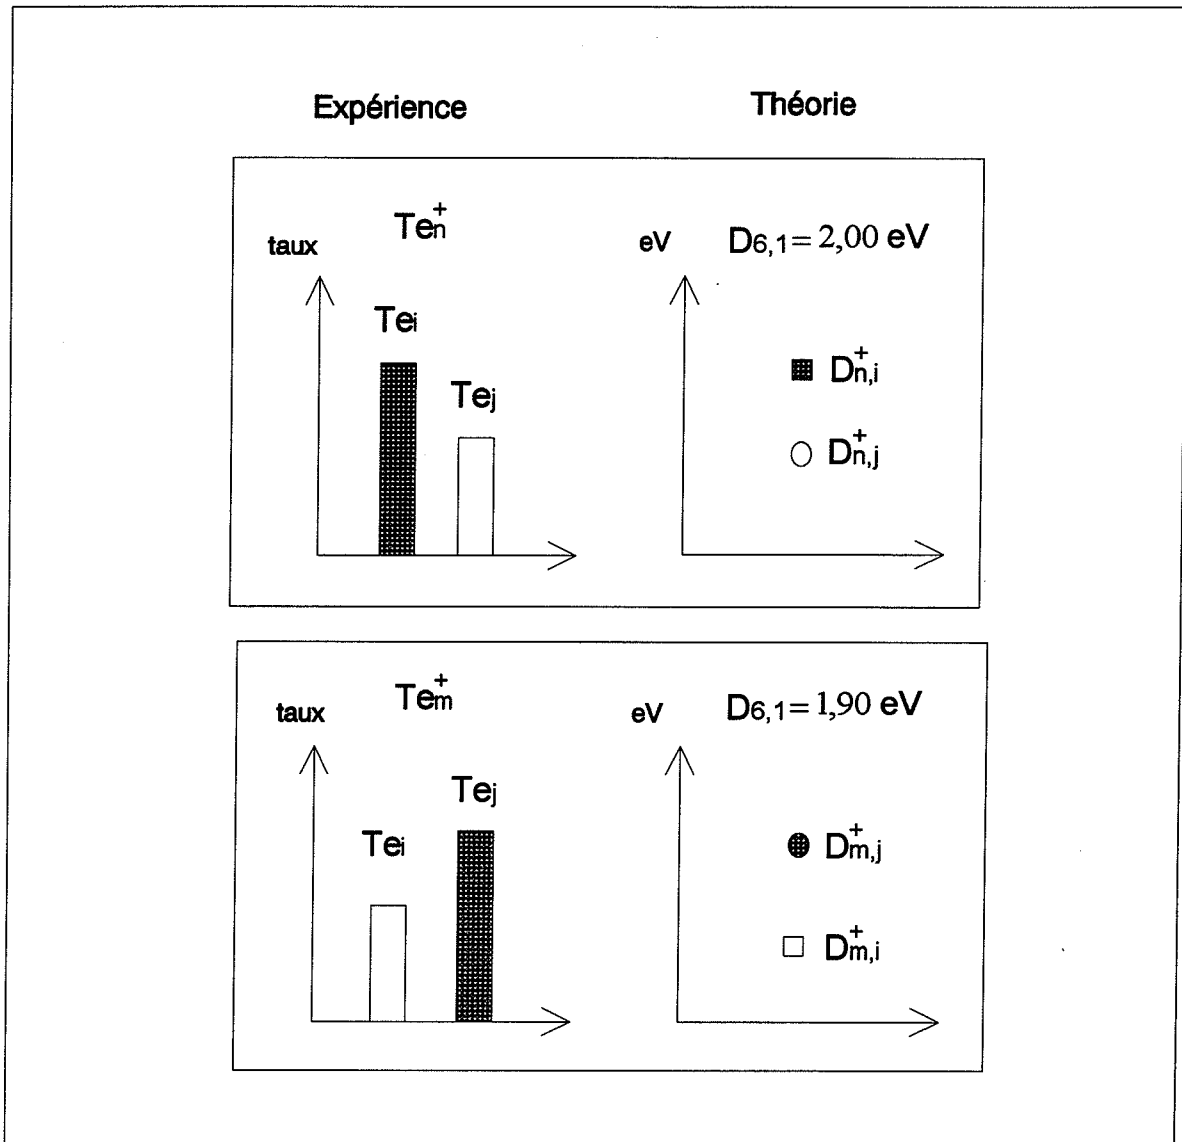 Expérience Théorie
Te⁺n
taux
Tei
Tej
eV
D6,1 = 2,00 eV
D⁺n,i
D⁺n,j
Te⁺m
taux
Tei
Tej
eV
D6,1 = 1,90 eV
D⁺m,j
D⁺m,i